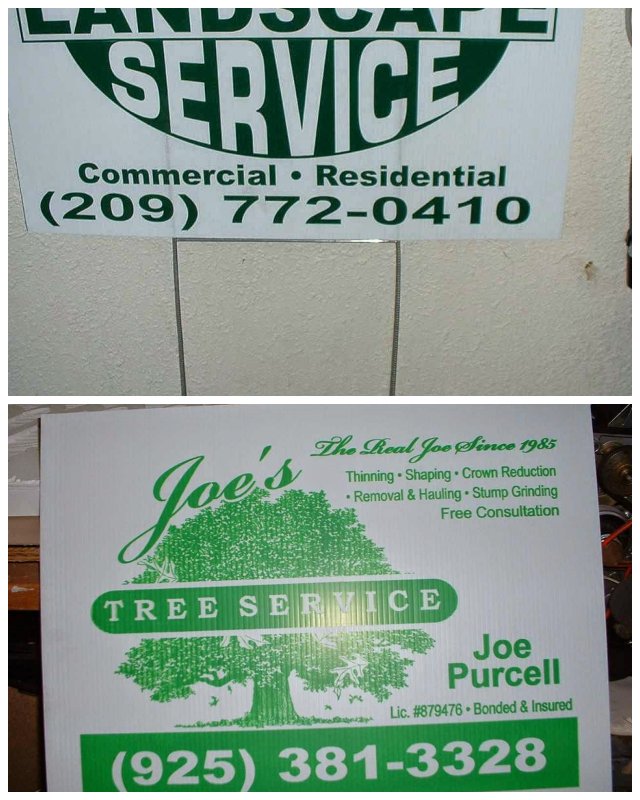 LANDSCAPE
SERVICE
Commercial • Residential
(209) 772-0410
Joe's
The Real Joe Since 1985
Thinning • Shaping • Crown Reduction
• Removal & Hauling • Stump Grinding
Free Consultation
TREE SERVICE
Joe
Purcell
Lic. #879476 • Bonded & Insured
(925) 381-3328